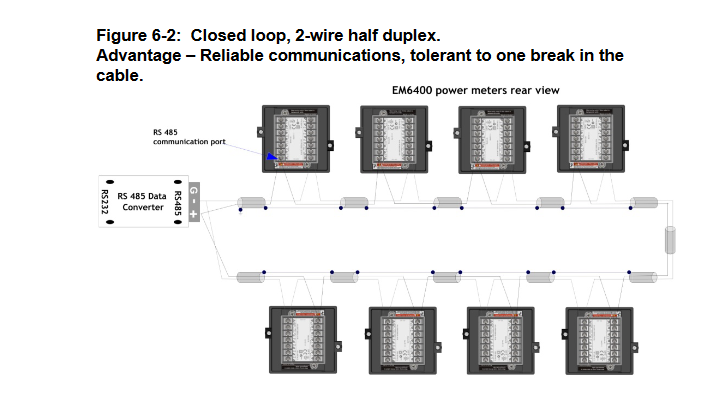 Figure 6-2:  Closed loop, 2-wire half duplex.
Advantage – Reliable communications, tolerant to one break in the
cable.
EM6400 power meters rear view
RS 485
communication port
RS232
RS 485 Data
Converter
RS485
G - +